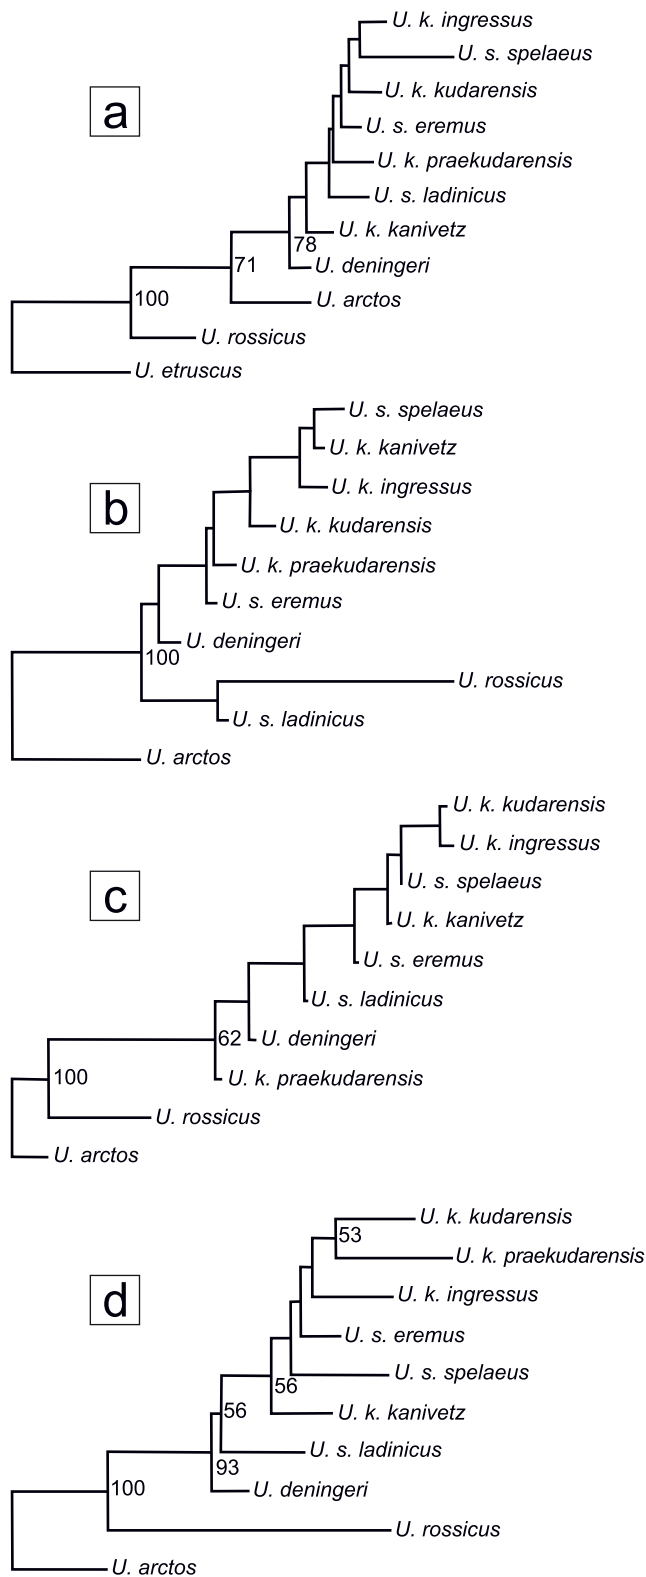 U. k. ingressus
U. s. spelaeus
U. k. kudarensis
a
U. s. eremus
U. k. praekudarensis
U. s. ladinicus
U. k. kanivetz
78
71
U. deningeri
100
U. arctos
U. rossicus
U. etruscus
U. s. spelaeus
U. k. kanivetz
U. k. ingressus
b
U. k. kudarensis
U. k. praekudarensis
U. s. eremus
U. deningeri
100
U. rossicus
U. s. ladinicus
U. arctos
U. k. kudarensis
U. k. ingressus
U. s. spelaeus
c
U. k. kanivetz
U. s. eremus
U. s. ladinicus
62
U. deningeri
100
U. k. praekudarensis
U. rossicus
U. arctos
U. k. kudarensis
53
U. k. praekudarensis
U. k. ingressus
d
U. s. eremus
U. s. spelaeus
56
56
U. k. kanivetz
U. s. ladinicus
93
100
U. deningeri
U. rossicus
U. arctos